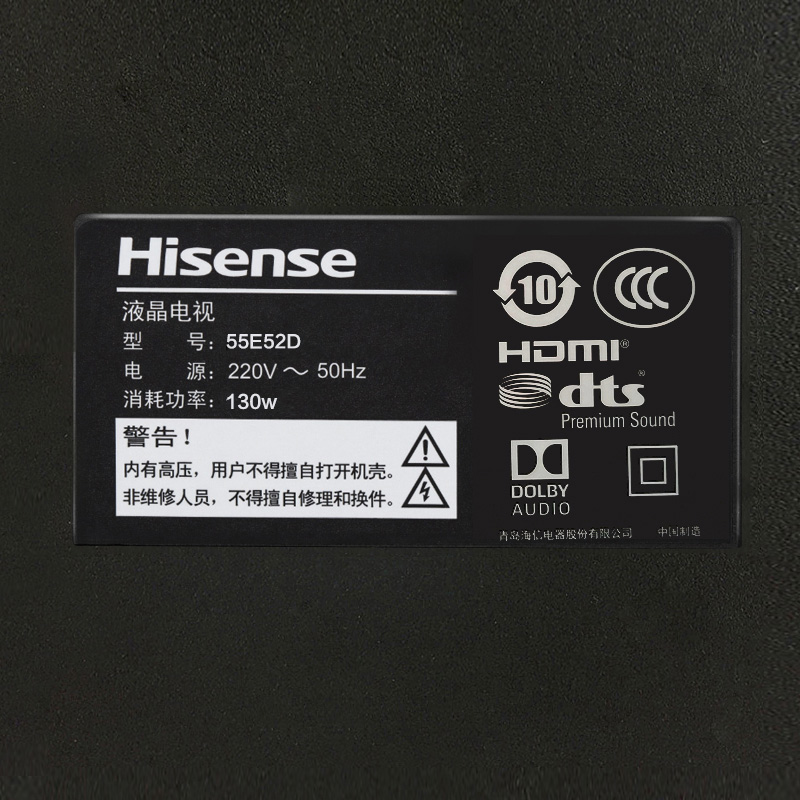 Hisense
液晶电视
型 号：55E52D
电 源：220V ～ 50Hz
消耗功率：130w
警告！
内有高压，用户不得擅自打开机壳。
非维修人员，不得擅自修理和换件。
10
CCC
HDMI®
dts®
Premium Sound
DOLBY
AUDIO
青岛海信电器股份有限公司 中国制造